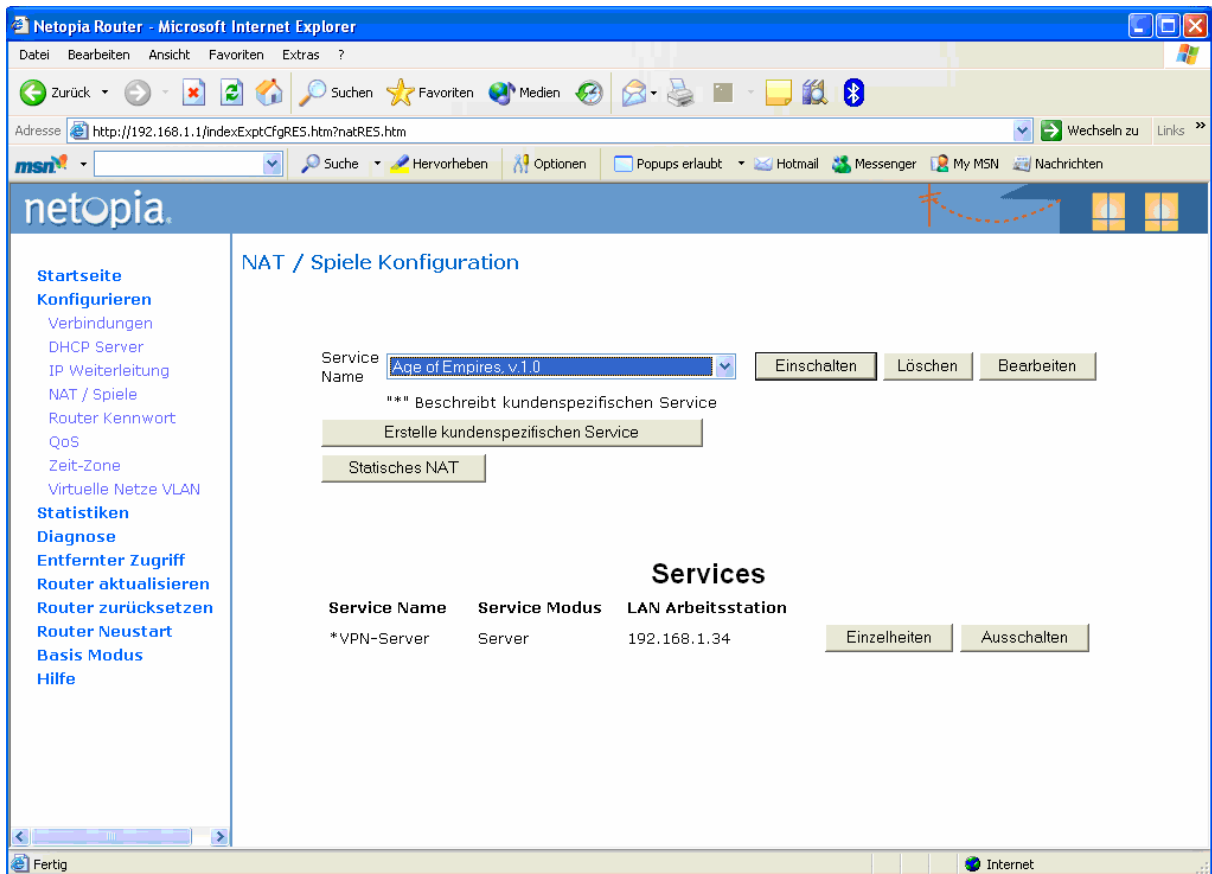 Netopia Router - Microsoft Internet Explorer
Datei Bearbeiten Ansicht Favoriten Extras ?
Zurück Suchen Favoriten Medien
Adresse http://192.168.1.1/indexExptCfgRES.htm?natRES.htm Wechseln zu Links »
msn Suche Hervorheben Optionen Popups erlaubt Hotmail Messenger My MSN Nachrichten
netopia.
Startseite
Konfigurieren
Verbindungen
DHCP Server
IP Weiterleitung
NAT / Spiele
Router Kennwort
QoS
Zeit-Zone
Virtuelle Netze VLAN
Statistiken
Diagnose
Entfernter Zugriff
Router aktualisieren
Router zurücksetzen
Router Neustart
Basis Modus
Hilfe
NAT / Spiele Konfiguration
Service Name Age of Empires, v.1.0 Einschalten Löschen Bearbeiten
"*" Beschreibt kundenspezifischen Service
Erstelle kundenspezifischen Service
Statisches NAT
Services
Service Name Service Modus LAN Arbeitsstation
*VPN-Server Server 192.168.1.34 Einzelheiten Ausschalten
Fertig Internet